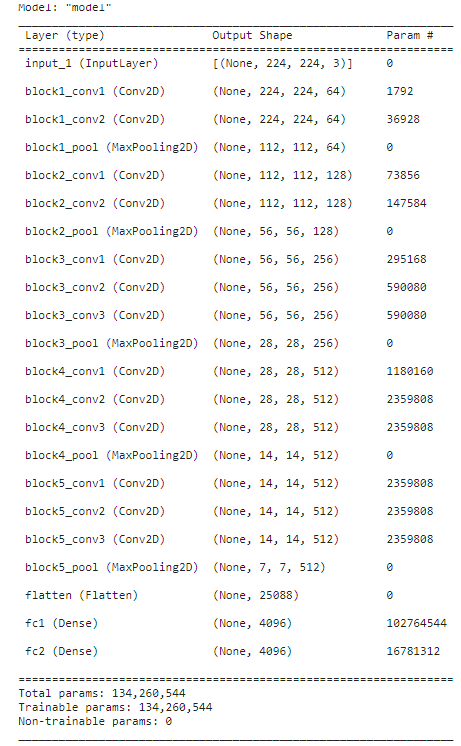 Model: "model"
_________________________________________________________________
Layer (type) Output Shape Param #
=================================================================
input_1 (InputLayer) [(None, 224, 224, 3)] 0
block1_conv1 (Conv2D) (None, 224, 224, 64) 1792
block1_conv2 (Conv2D) (None, 224, 224, 64) 36928
block1_pool (MaxPooling2D) (None, 112, 112, 64) 0
block2_conv1 (Conv2D) (None, 112, 112, 128) 73856
block2_conv2 (Conv2D) (None, 112, 112, 128) 147584
block2_pool (MaxPooling2D) (None, 56, 56, 128) 0
block3_conv1 (Conv2D) (None, 56, 56, 256) 295168
block3_conv2 (Conv2D) (None, 56, 56, 256) 590080
block3_conv3 (Conv2D) (None, 56, 56, 256) 590080
block3_pool (MaxPooling2D) (None, 28, 28, 256) 0
block4_conv1 (Conv2D) (None, 28, 28, 512) 1180160
block4_conv2 (Conv2D) (None, 28, 28, 512) 2359808
block4_conv3 (Conv2D) (None, 28, 28, 512) 2359808
block4_pool (MaxPooling2D) (None, 14, 14, 512) 0
block5_conv1 (Conv2D) (None, 14, 14, 512) 2359808
block5_conv2 (Conv2D) (None, 14, 14, 512) 2359808
block5_conv3 (Conv2D) (None, 14, 14, 512) 2359808
block5_pool (MaxPooling2D) (None, 7, 7, 512) 0
flatten (Flatten) (None, 25088) 0
fc1 (Dense) (None, 4096) 102764544
fc2 (Dense) (None, 4096) 16781312
=================================================================
Total params: 134,260,544
Trainable params: 134,260,544
Non-trainable params: 0
_________________________________________________________________